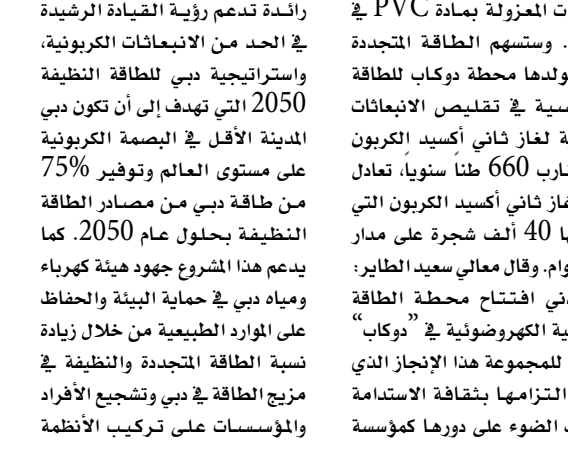 ت المعزولة بمادة PVC في
. وستسهم الطاقة المتجددة
ولدها محطة دوكاب للطاقة
سية في تقليص الانبعاثات
ة لغاز ثاني أكسيد الكربون
قارب 660 طناً سنوياً، تعادل
غاز ثاني أكسيد الكربون التي
ها 40 ألف شجرة على مدار
وام. وقال معالي سعيد الطاير:
ني افتتاح محطة الطاقة
ية الكهروضوئية في ”دوكاب“
للمجموعة هذا الإنجاز الذي
التزامها بثقافة الاستدامة
الضوء على دورها كمؤسسة
رائدة تدعم رؤية القيادة الرشيدة
في الحد من الانبعاثات الكربونية،
واستراتيجية دبي للطاقة النظيفة
2050 التي تهدف إلى أن تكون دبي
المدينة الأقل في البصمة الكربونية
على مستوى العالم وتوفير 75%
من طاقة دبي من مصادر الطاقة
النظيفة بحلول عام 2050. كما
يدعم هذا المشروع جهود هيئة كهرباء
ومياه دبي في حماية البيئة والحفاظ
على الموارد الطبيعية من خلال زيادة
نسبة الطاقة المتجددة والنظيفة في
مزيج الطاقة في دبي وتشجيع الأفراد
والمؤسسات على تركيب الأنظمة